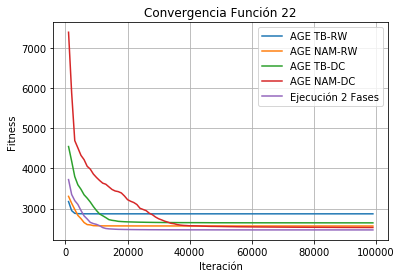 Convergencia Función 22
AGE TB-RW
AGE NAM-RW
AGE TB-DC
AGE NAM-DC
Ejecución 2 Fases
Fitness
7000
6000
5000
4000
3000
0
20000
40000
60000
80000
100000
Iteración